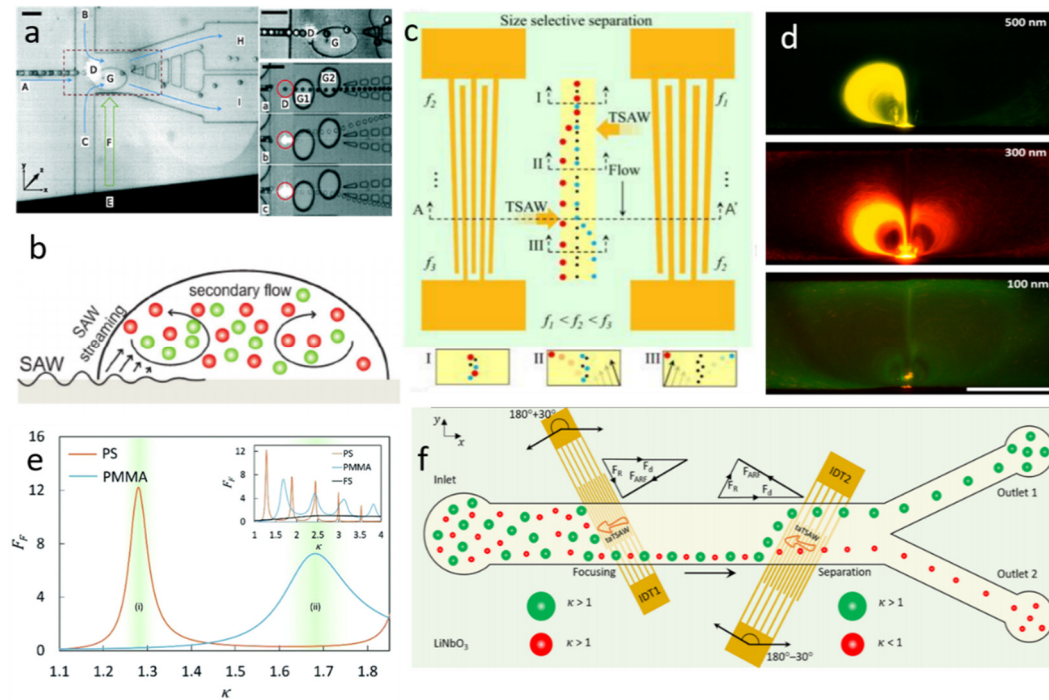 a
B
H
D
G
A
I
C
F
E
y
z
x
D
G
G2
D
G1
a
b
c
b
secondary flow
SAW
streaming
SAW
c
Size selective separation
f2
f1
I
TSAW
II
Flow
A
A'
TSAW
III
f3
f2
f1 < f2 < f3
I
II
III
d
500 nm
300 nm
100 nm
e
16
12
8
4
0
FF
PS
PMMA
(i)
(ii)
1.1
1.2
1.3
1.4
1.5
1.6
1.7
1.8
κ
FF
12
8
4
0
PS
PMMA
FS
1
1.5
2
2.5
3
3.5
4
κ
f
y
x
180°+30°
Inlet
FR
Fd
FARF
FARF
FR
Fd
IDT2
Outlet 1
taTSAW
taTSAW
Focusing
Separation
IDT1
Outlet 2
κ > 1
κ > 1
LiNbO3
κ > 1
κ < 1
180°−30°